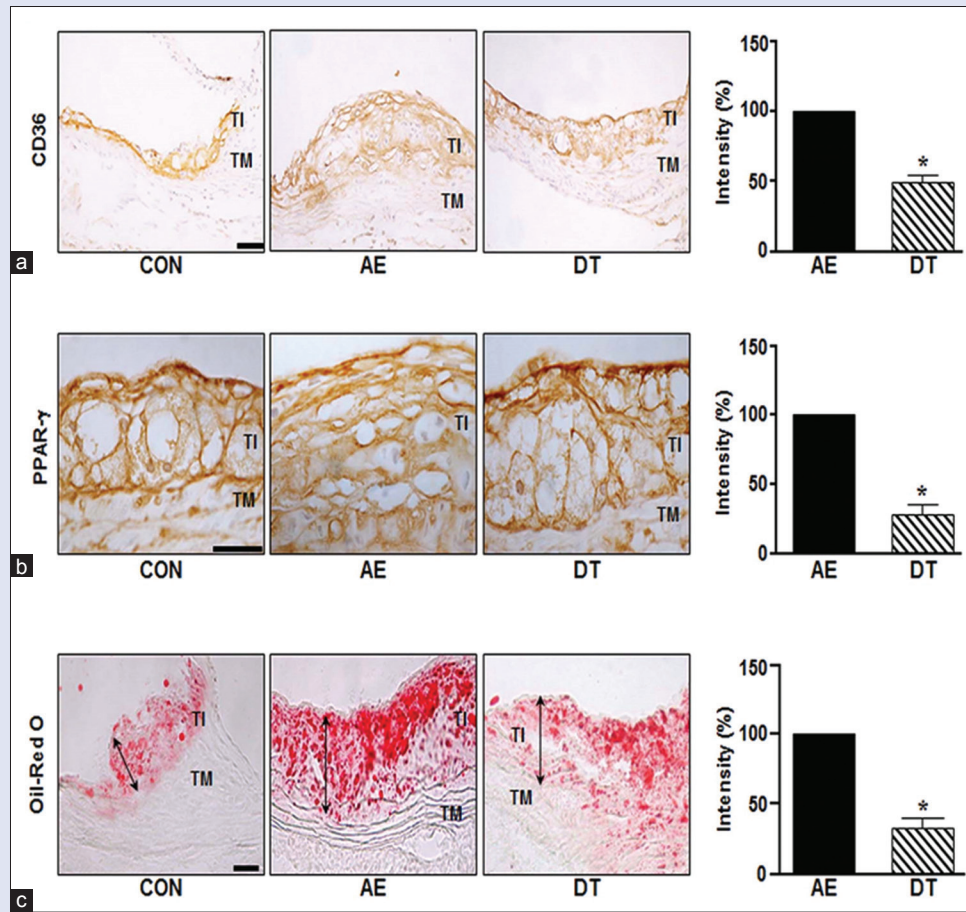 CD36
TI
TM
TI
TM
TI
TM
a
CON
AE
DT
Intensity (%)
150
100
50
0
*
AE
DT
PPAR-γ
TI
TM
TI
TI
TM
b
CON
AE
DT
Intensity (%)
150
100
50
0
*
AE
DT
Oil-Red O
TI
TM
TI
TM
TI
TM
c
CON
AE
DT
Intensity (%)
150
100
50
0
*
AE
DT